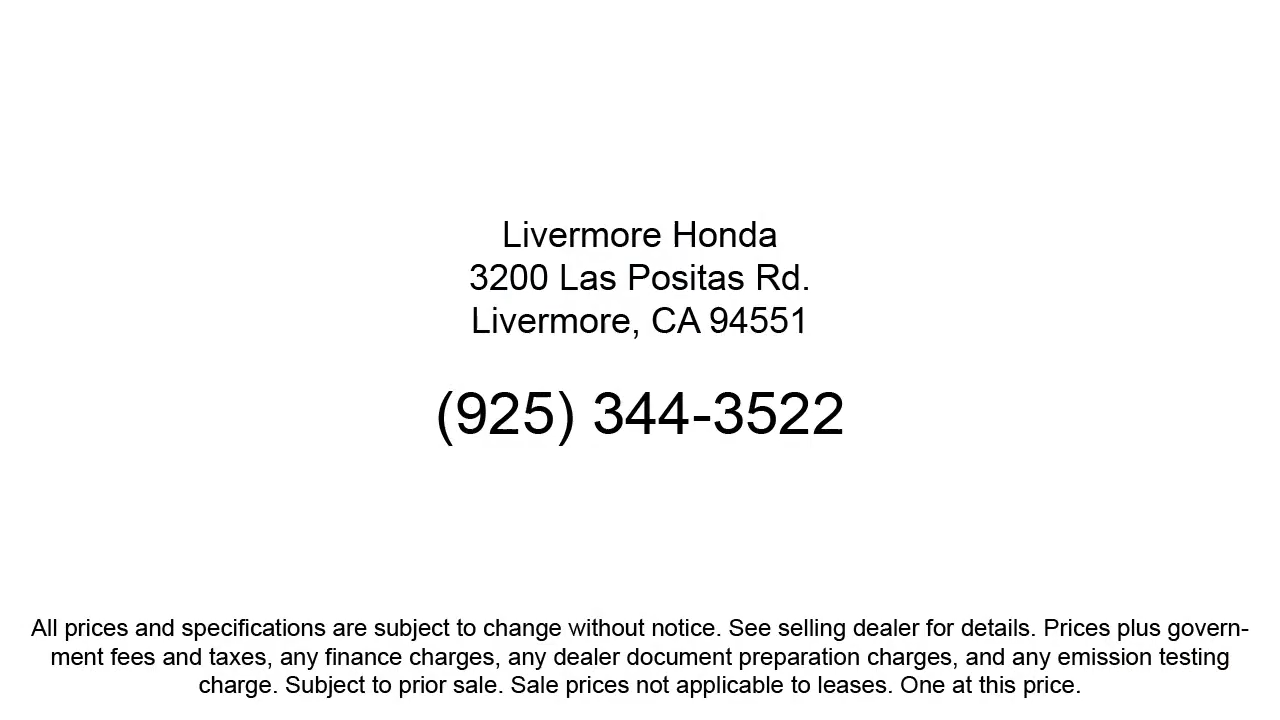 Livermore Honda
3200 Las Positas Rd.
Livermore, CA 94551
(925) 344-3522
All prices and specifications are subject to change without notice. See selling dealer for details. Prices plus govern-
ment fees and taxes, any finance charges, any dealer document preparation charges, and any emission testing
charge. Subject to prior sale. Sale prices not applicable to leases. One at this price.